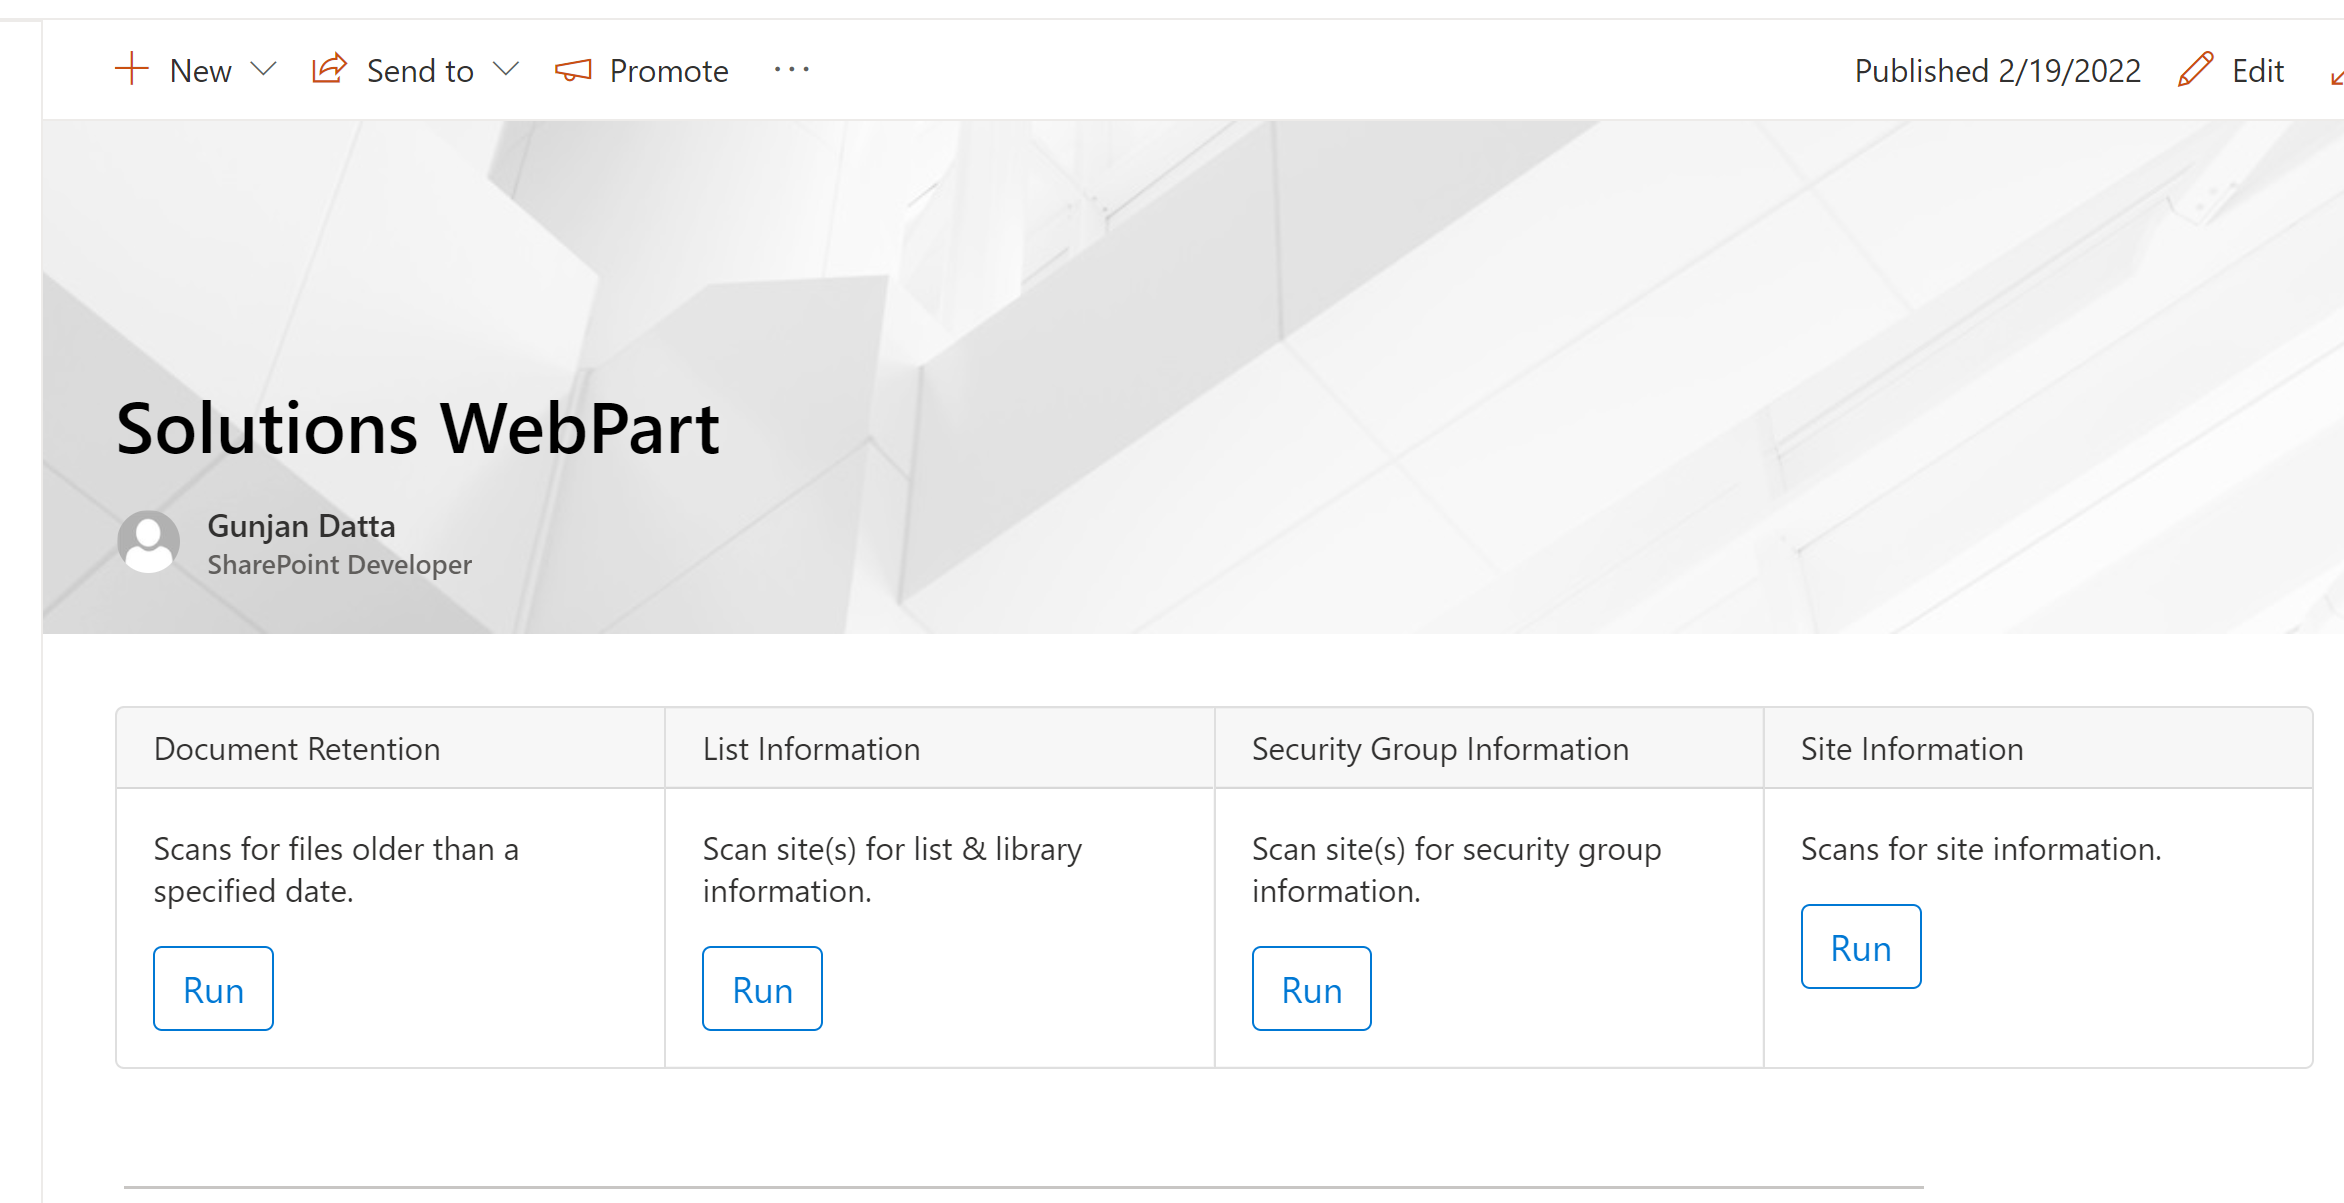 New Send to Promote ... Published 2/19/2022 Edit
Solutions WebPart
Gunjan Datta
SharePoint Developer
Document Retention
Scans for files older than a
specified date.
Run
List Information
Scan site(s) for list & library
information.
Run
Security Group Information
Scan site(s) for security group
information.
Run
Site Information
Scans for site information.
Run